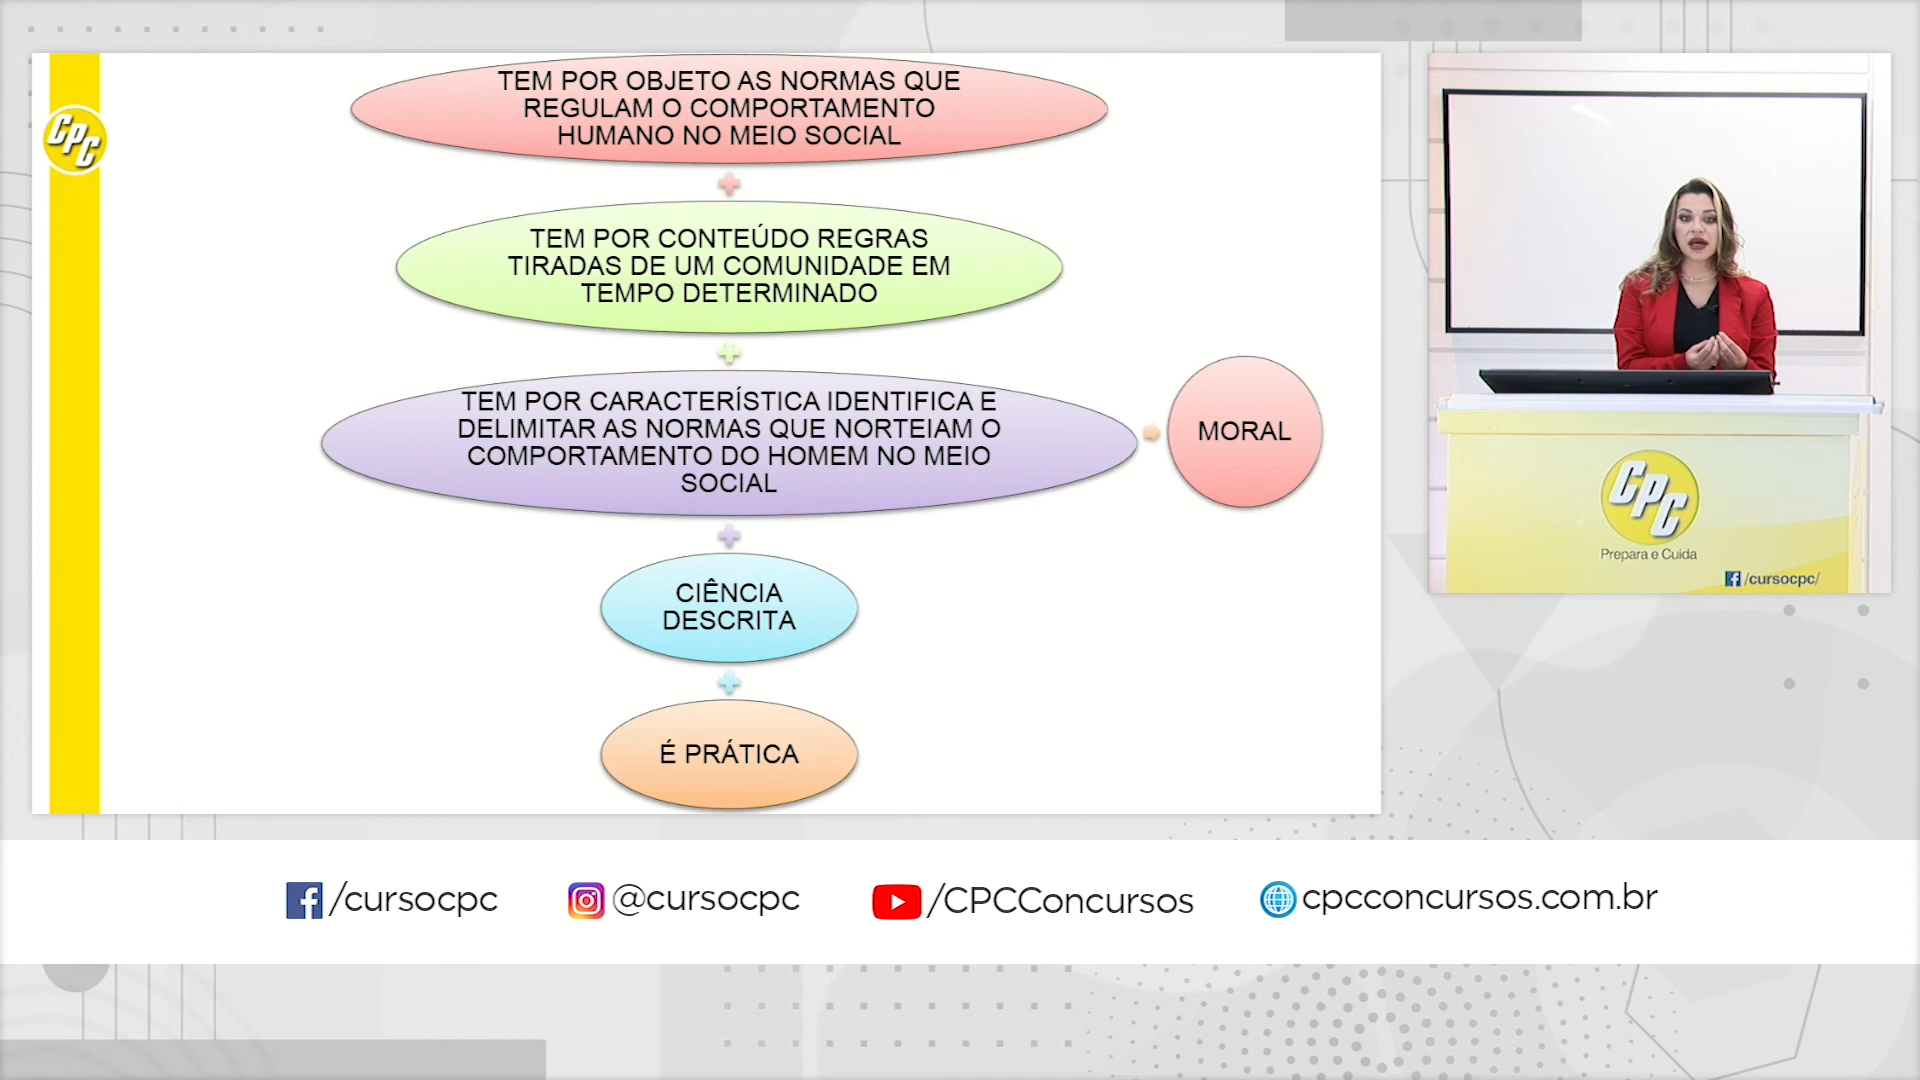 TEM POR OBJETO AS NORMAS QUE
REGULAM O COMPORTAMENTO
HUMANO NO MEIO SOCIAL
CPC
TEM POR CONTEÚDO REGRAS
TIRADAS DE UM COMUNIDADE EM
TEMPO DETERMINADO
TEM POR CARACTERÍSTICA IDENTIFICA E
DELIMITAR AS NORMAS QUE NORTEIAM O
COMPORTAMENTO DO HOMEM NO MEIO
SOCIAL
MORAL
CIÊNCIA
DESCRITA
É PRÁTICA
CPC
Prepara e Cuida
/cursocpc/
/cursocpc
@cursocpc
/CPCConcursos
cpcconcursos.com.br